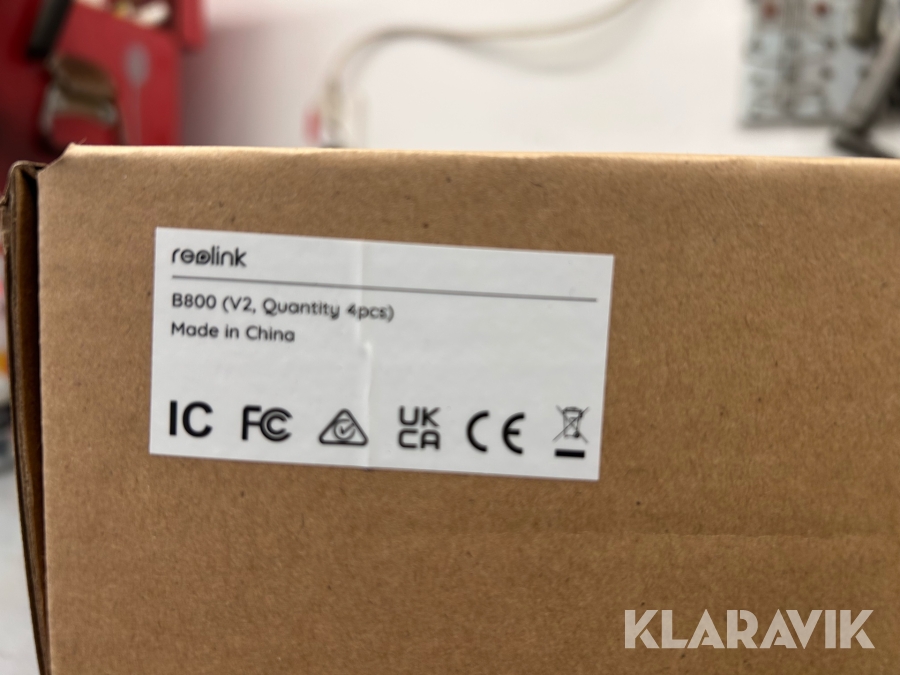 reolink
B800 (V2, Quantity 4pcs)
Made in China
IC FC UK CA CE
KLARAVIK